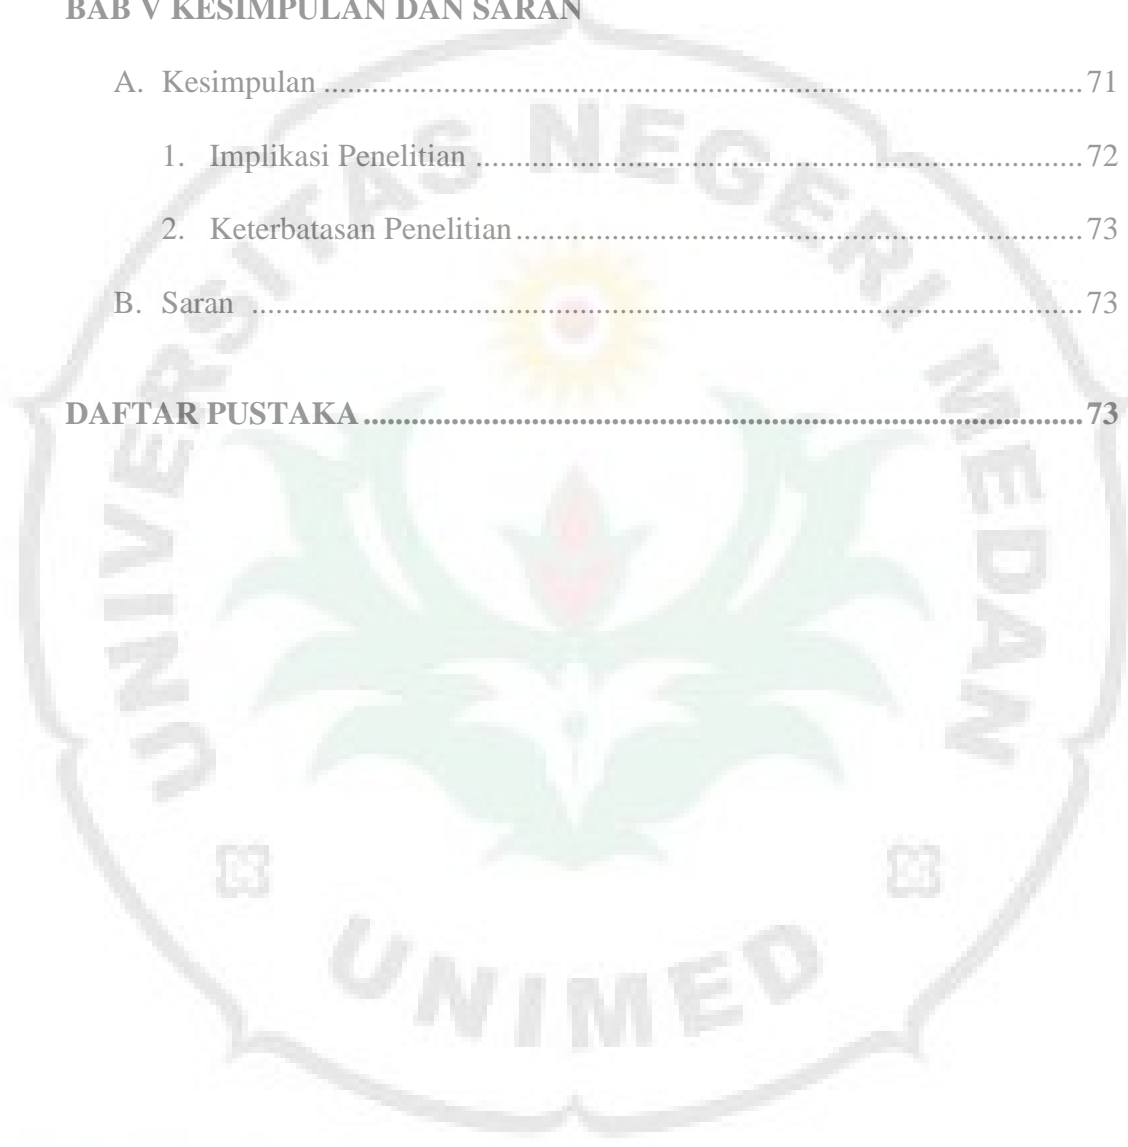 BAB V KESIMPULAN DAN SARAN
A. Kesimpulan ........................................................................................... 71
1. Implikasi Penelitian ......................................................................... 72
2. Keterbatasan Penelitian .................................................................... 73
B. Saran .................................................................................................... 73
DAFTAR PUSTAKA ....................................................................................... 73
UNIVERSITAS NEGERI MEDAN
UNIMED